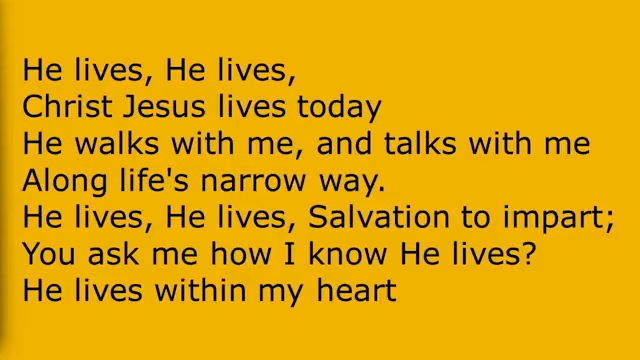 He lives, He lives,
Christ Jesus lives today
He walks with me, and talks with me
Along life's narrow way.
He lives, He lives, Salvation to impart;
You ask me how I know He lives?
He lives within my heart